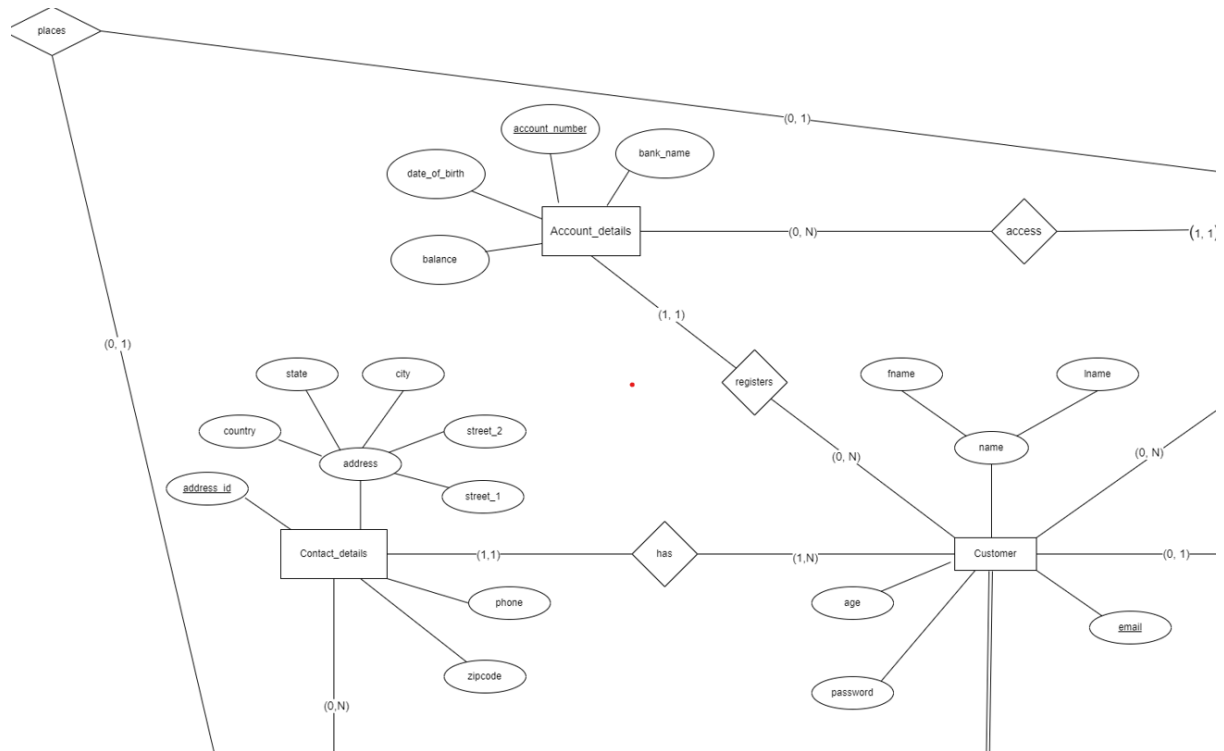 places
(0, 1)
account_number
bank_name
date_of_birth
Account_details
(0, N)
access
(1, 1)
balance
(1, 1)
(0, 1)
state
city
registers
fname
lname
country
street_2
name
(0, N)
(0, N)
address
address_id
street_1
Contact_details
(1,1)
has
(1,N)
Customer
(0, 1)
phone
age
email
zipcode
password
(0,N)